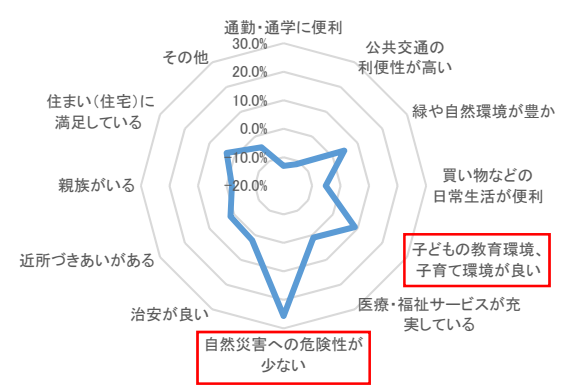 通勤・通学に便利
公共交通の
利便性が高い
緑や自然環境が豊か
買い物などの
日常生活が便利
子どもの教育環境、
子育て環境が良い
医療・福祉サービスが充
実している
自然災害への危険性が
少ない
治安が良い
近所づきあいがある
親族がいる
住まい（住宅）に
満足している
その他
30.0%
20.0%
10.0%
0.0%
-10.0%
-20.0%